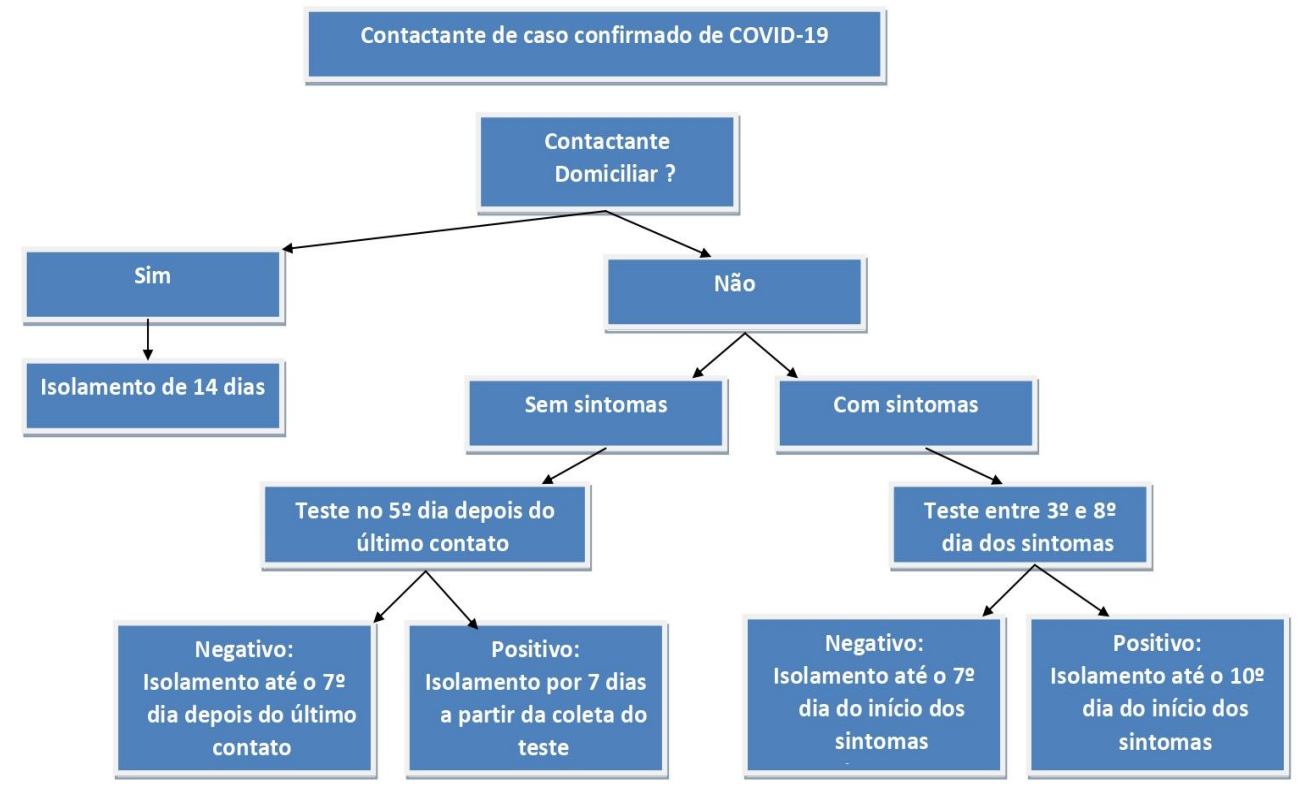 Contactante de caso confirmado de COVID-19
Contactante
Domiciliar ?
Sim
Não
Isolamento de 14 dias
Sem sintomas
Com sintomas
Teste no 5º dia depois do
último contato
Teste entre 3º e 8º
dia dos sintomas
Negativo:
Isolamento até o 7º
dia depois do último
contato
Positivo:
Isolamento por 7 dias
a partir da coleta do
teste
Negativo:
Isolamento até o 7º
dia do início dos
sintomas
Positivo:
Isolamento até o 10º
dia do início dos
sintomas